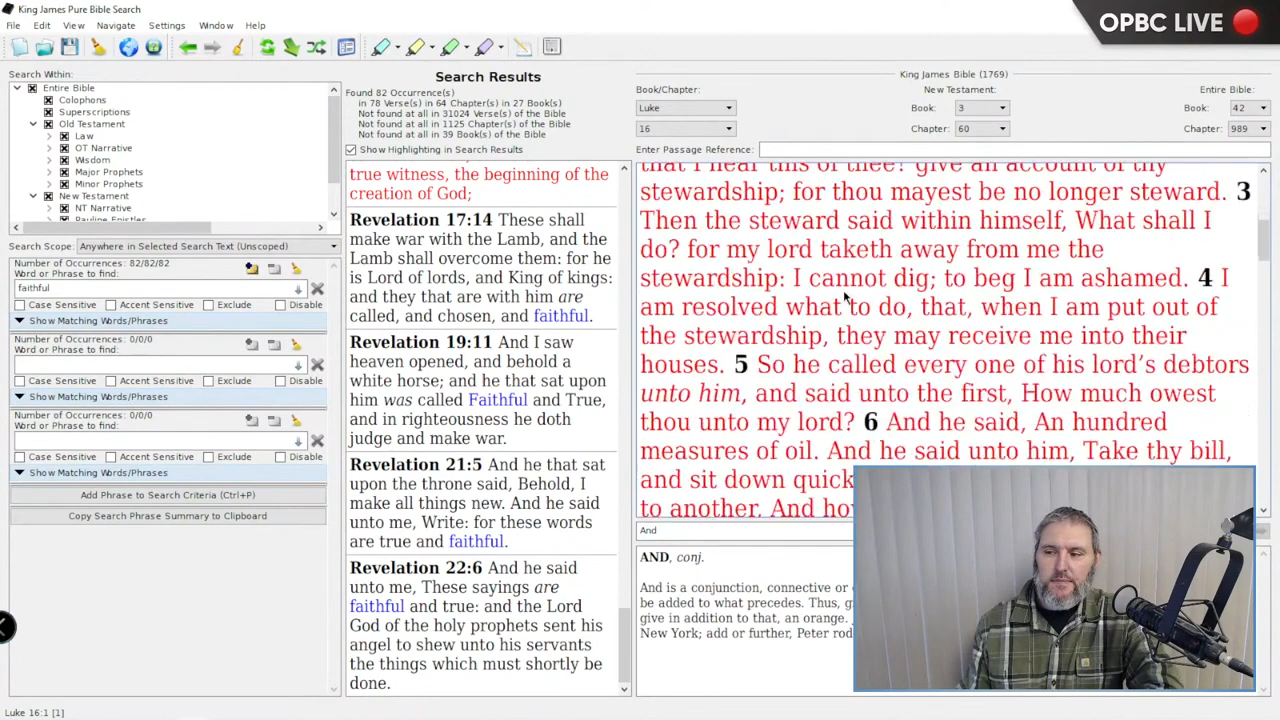 King James Pure Bible Search
OPBC LIVE
File Edit View Navigate Settings Window Help
Search Within:
Entire Bible
Colophons
Superscriptions
Old Testament
Law
OT Narrative
Wisdom
Major Prophets
Minor Prophets
New Testament
NT Narrative
Pauline Epistles
Search Scope: Anywhere in Selected Search Text (Unscoped)
Number of Occurrences: 82/82/82
Word or Phrase to find:
faithful
Case Sensitive Accent Sensitive Exclude Disable
Show Matching Words/Phrases
Number of Occurrences: 0/0/0
Word or Phrase to find:
Case Sensitive Accent Sensitive Exclude Disable
Show Matching Words/Phrases
Number of Occurrences: 0/0/0
Word or Phrase to find:
Case Sensitive Accent Sensitive Exclude Disable
Show Matching Words/Phrases
Add Phrase to Search Criteria (Ctrl+P)
Copy Search Phrase Summary to Clipboard
Search Results
Found 82 Occurrence(s)
in 78 Verse(s) in 64 Chapter(s) in 27 Book(s)
Not found at all in 31024 Verse(s) of the Bible
Not found at all in 1125 Chapter(s) of the Bible
Not found at all in 39 Book(s) of the Bible
Show Highlighting in Search Results
true witness, the beginning of the
creation of God;
Revelation 17:14 These shall
make war with the Lamb, and the
Lamb shall overcome them: for he
is Lord of lords, and King of kings:
and they that are with him are
called, and chosen, and faithful.
Revelation 19:11 And I saw
heaven opened, and behold a
white horse; and he that sat upon
him was called Faithful and True,
and in righteousness he doth
judge and make war.
Revelation 21:5 And he that sat
upon the throne said, Behold, I
make all things new. And he said
unto me, Write: for these words
are true and faithful.
Revelation 22:6 And he said
unto me, These sayings are
faithful and true: and the Lord
God of the holy prophets sent his
angel to shew unto his servants
the things which must shortly be
done.
King James Bible (1769)
Book/Chapter: New Testament: Entire Bible:
Luke Book: 3 Book: 42
16 Chapter: 60 Chapter: 989
Enter Passage Reference:
that I hear this of thee? give an account of thy
stewardship; for thou mayest be no longer steward. 3
Then the steward said within himself, What shall I
do? for my lord taketh away from me the
stewardship: I cannot dig; to beg I am ashamed. 4 I
am resolved what to do, that, when I am put out of
the stewardship, they may receive me into their
houses. 5 So he called every one of his lord’s debtors
unto him, and said unto the first, How much owest
thou unto my lord? 6 And he said, An hundred
measures of oil. And he said unto him, Take thy bill,
and sit down quick
to another, And how
And
AND, conj.
And is a conjunction, connective or
be added to what precedes. Thus, g
give in addition to that, an orange.
New York; add or further, Peter rod
Luke 16:1 [1]